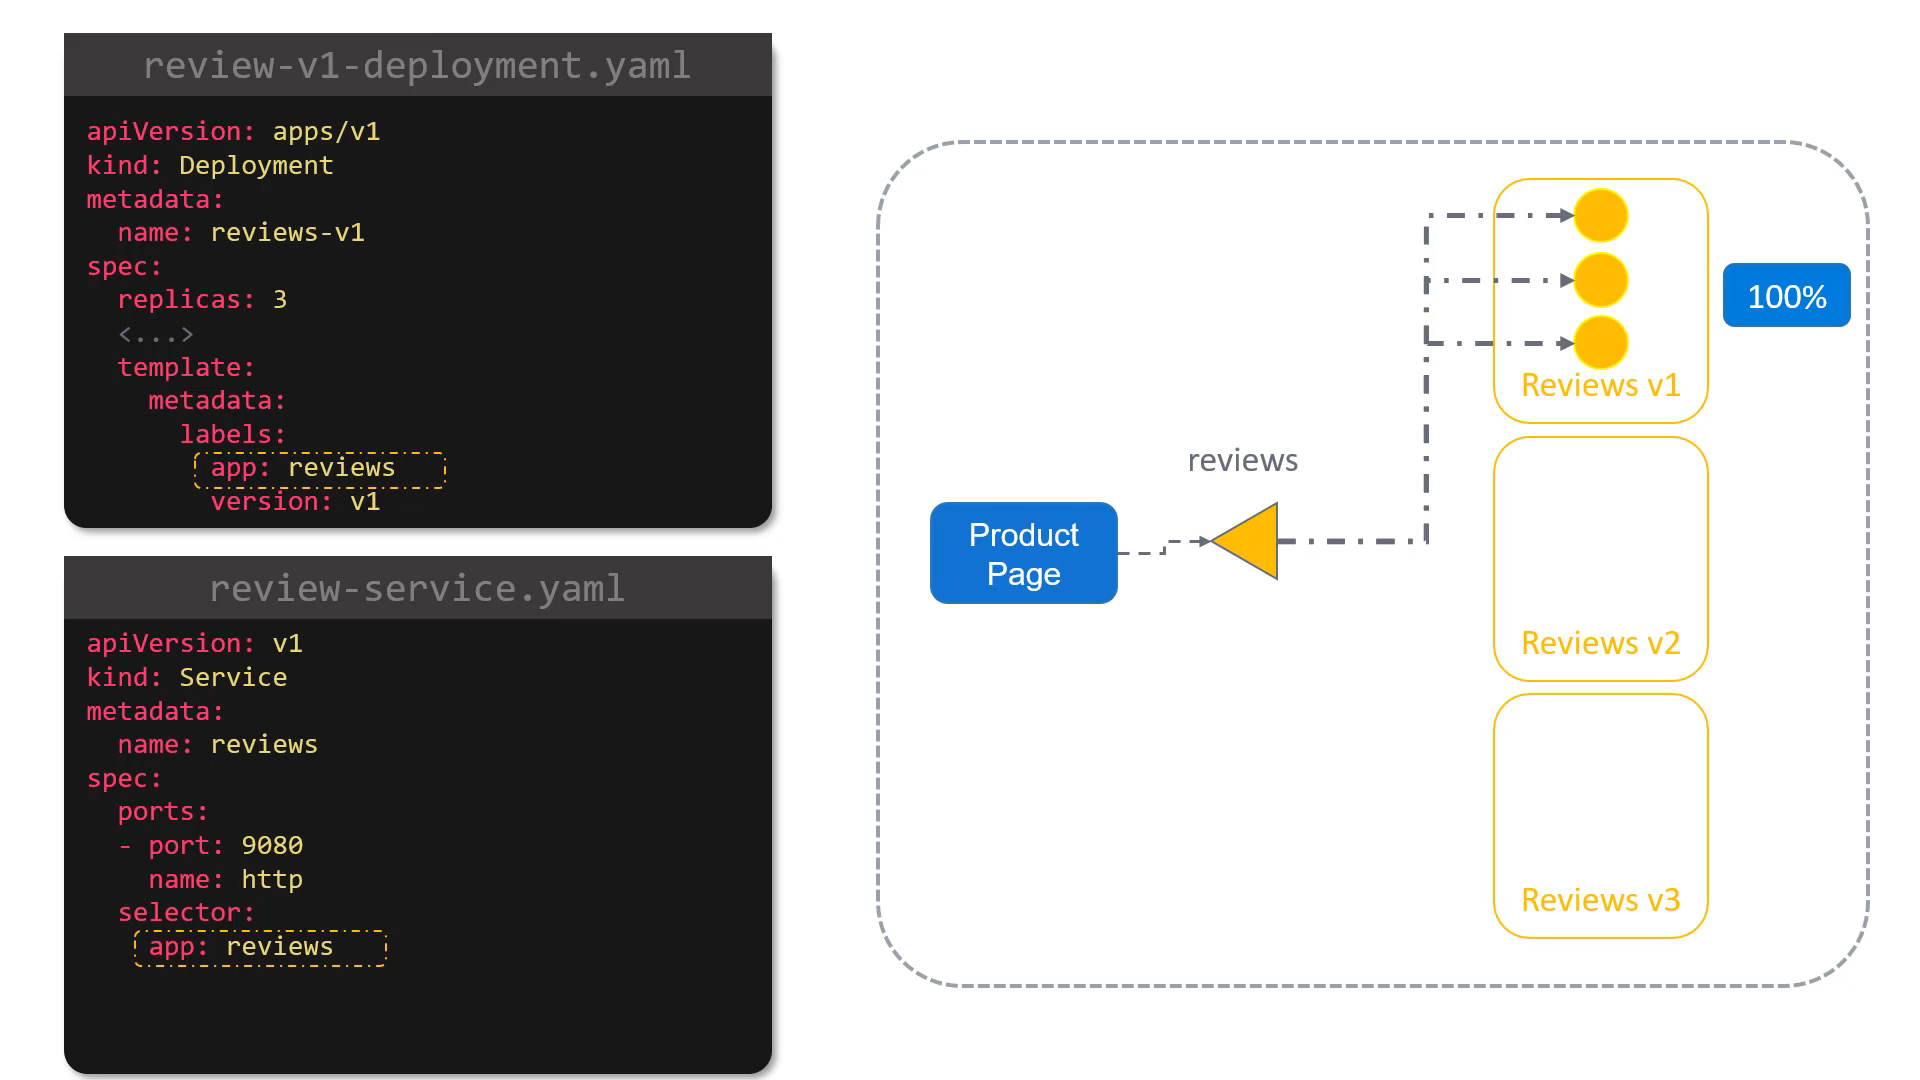 review-v1-deployment.yaml
apiVersion: apps/v1
kind: Deployment
metadata:
  name: reviews-v1
spec:
  replicas: 3
  <...>
  template:
    metadata:
      labels:
        app: reviews
        version: v1
review-service.yaml
apiVersion: v1
kind: Service
metadata:
  name: reviews
spec:
  ports:
  - port: 9080
    name: http
  selector:
    app: reviews
Product
Page
reviews
Reviews v1
100%
Reviews v2
Reviews v3